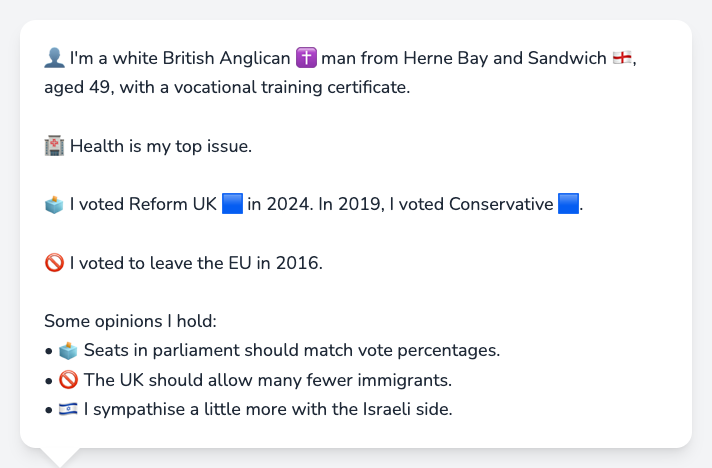 👤 I'm a white British Anglican ✝️ man from Herne Bay and Sandwich 🏴󠁧󠁢󠁥󠁮󠁧󠁿,
aged 49, with a vocational training certificate.
🏥 Health is my top issue.
🗳️ I voted Reform UK 🟦 in 2024. In 2019, I voted Conservative 🟦.
🚫 I voted to leave the EU in 2016.
Some opinions I hold:
• 🗳️ Seats in parliament should match vote percentages.
• 🚫 The UK should allow many fewer immigrants.
• 🇮🇱 I sympathise a little more with the Israeli side.